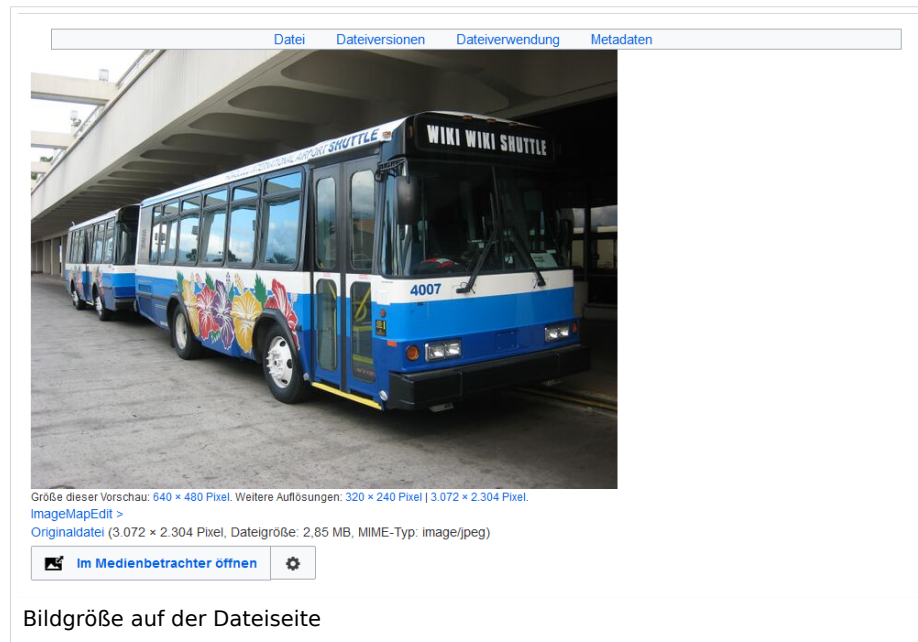 Datei Dateiversionen Dateiverwendung Metadaten
INTERNATIONAL AIRPORT SHUTTLE
WIKI WIKI SHUTTLE
4007
Größe dieser Vorschau: 640 × 480 Pixel. Weitere Auflösungen: 320 × 240 Pixel | 3.072 × 2.304 Pixel.
ImageMapEdit >
Originaldatei (3.072 × 2.304 Pixel, Dateigröße: 2,85 MB, MIME-Typ: image/jpeg)
Im Medienbetrachter öffnen
Bildgröße auf der Dateiseite